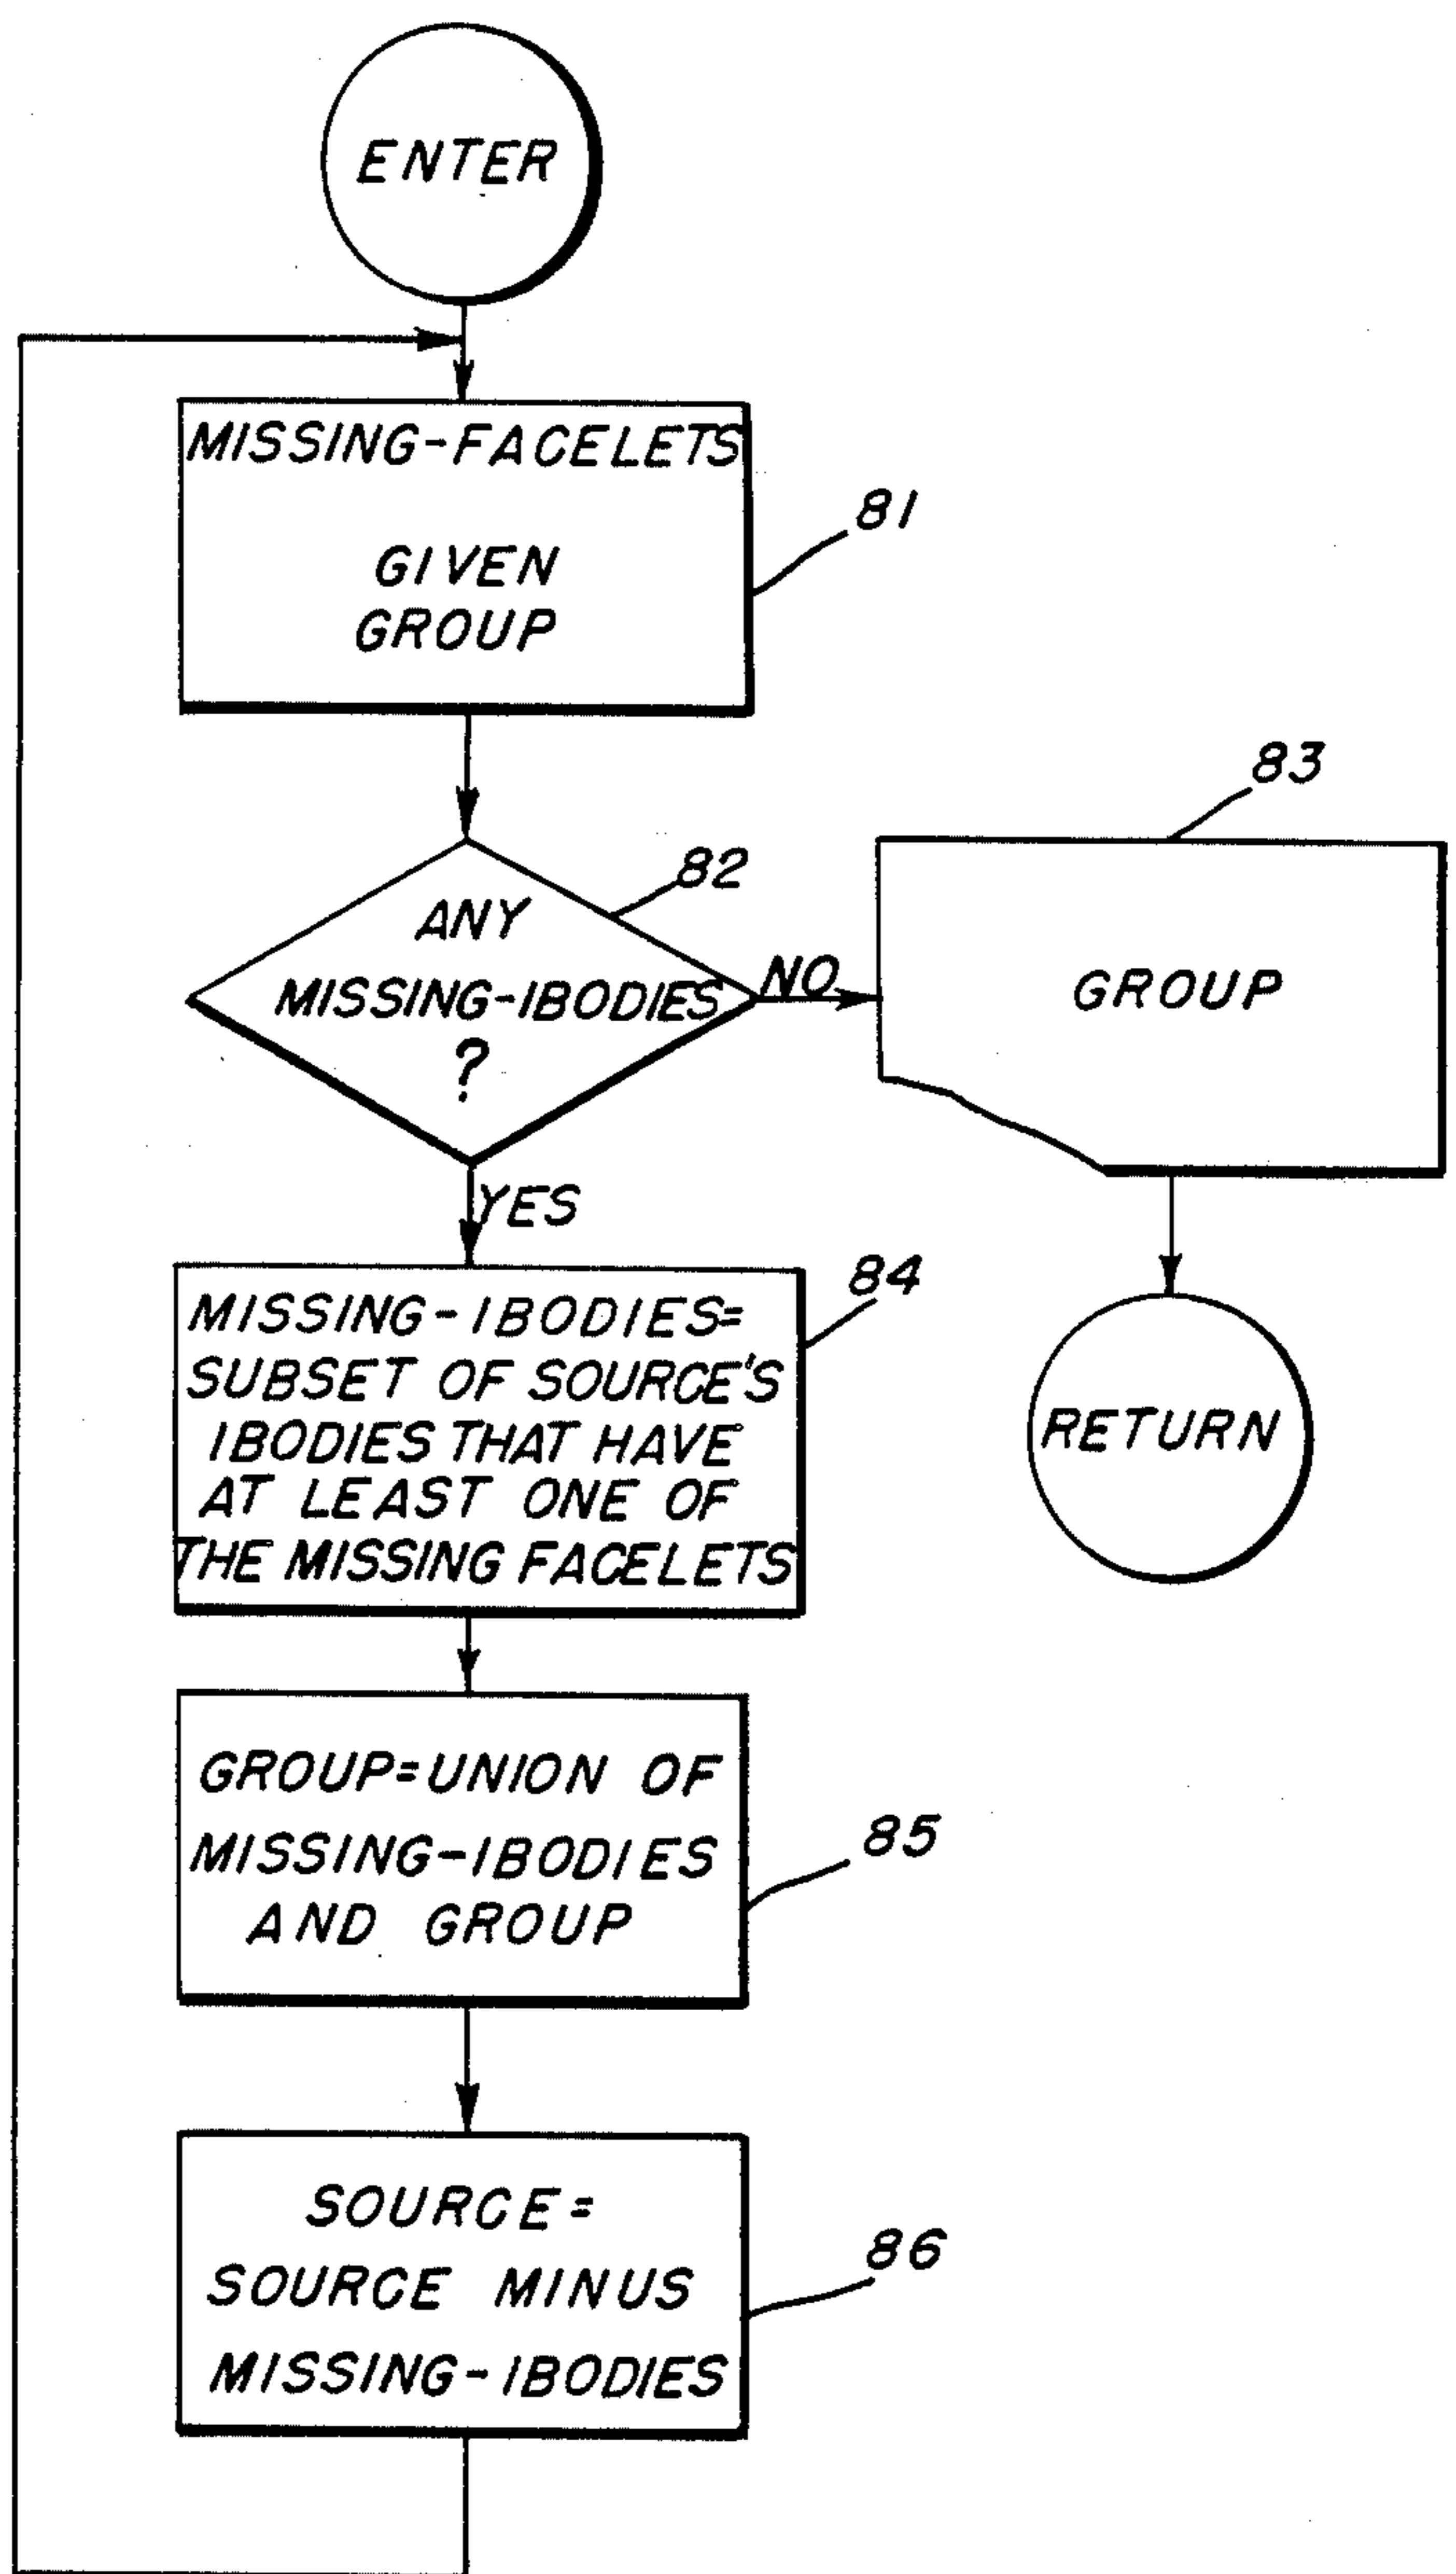 ENTER
MISSING-FACELETS
GIVEN
GROUP
81
ANY
MISSING-IBODIES
?
82
NO
83
GROUP
YES
RETURN
MISSING-IBODIES=
SUBSET OF SOURCE'S
IBODIES THAT HAVE
AT LEAST ONE OF
THE MISSING FACELETS
84
GROUP=UNION OF
MISSING-IBODIES
AND GROUP
85
SOURCE=
SOURCE MINUS
MISSING-IBODIES
86